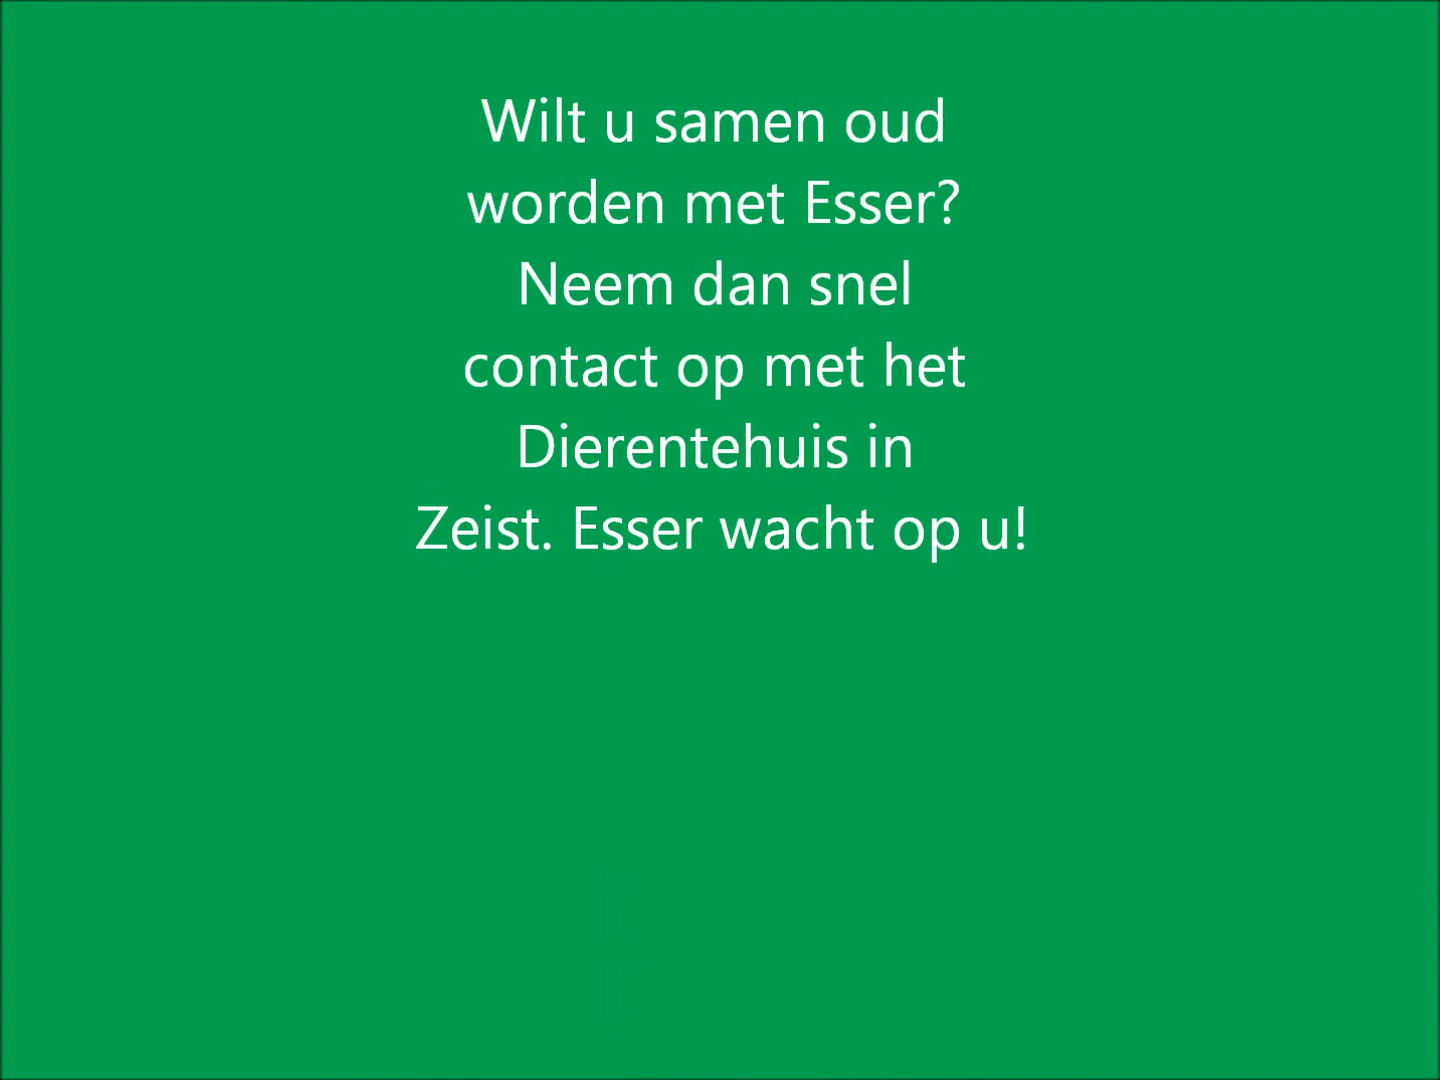 Wilt u samen oud
worden met Esser?
Neem dan snel
contact op met het
Dierentehuis in
Zeist. Esser wacht op u!